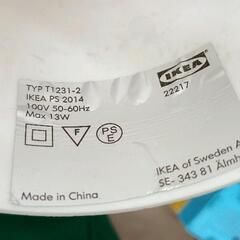 TYP T1231-2
IKEA PS 2014
100V 50-60Hz
Max 13W
IKEA
22217
F
PS
E
IKEA of Sweden A
SE- 343 81 Älmh
Made in China